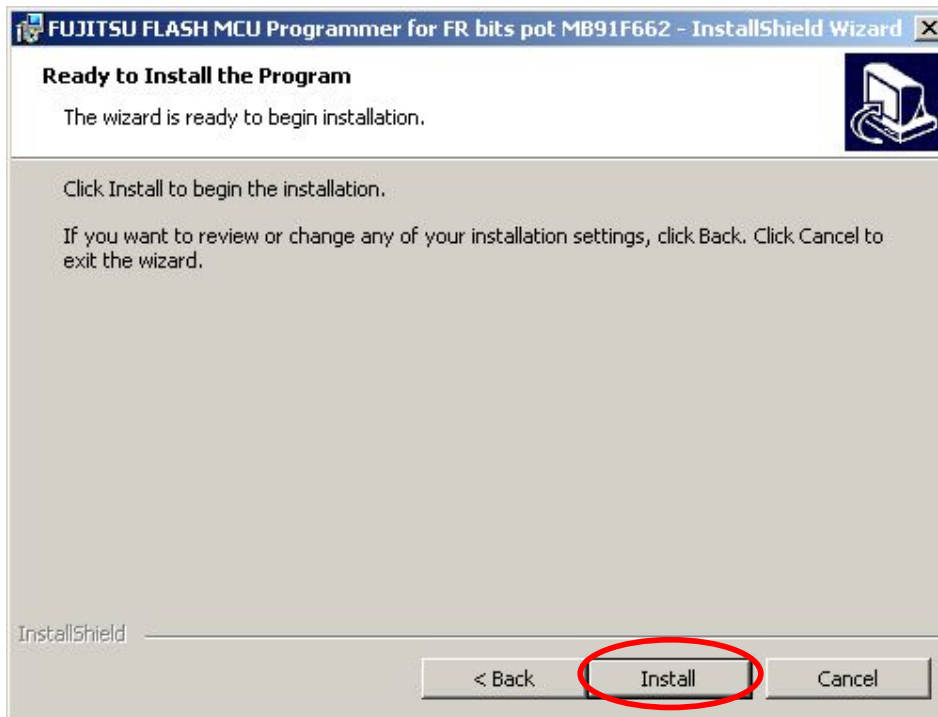 FUJITSU FLASH MCU Programmer for FR bits pot MB91F662 - InstallShield Wizard
Ready to Install the Program
The wizard is ready to begin installation.
Click Install to begin the installation.
If you want to review or change any of your installation settings, click Back. Click Cancel to
exit the wizard.
InstallShield
< Back
Install
Cancel